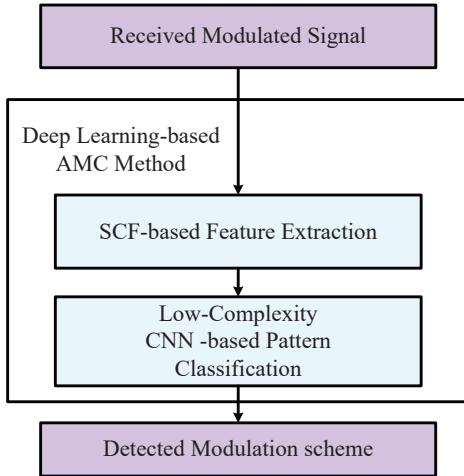 Received Modulated Signal
Deep Learning-based
AMC Method
SCF-based Feature Extraction
Low-Complexity
CNN -based Pattern
Classification
Detected Modulation scheme